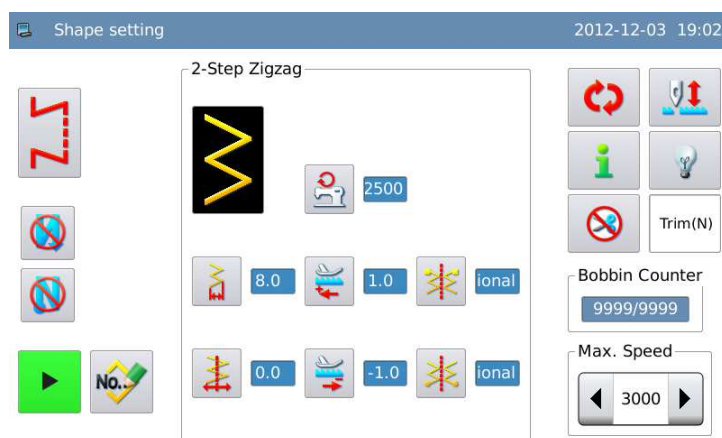 Shape setting
2012-12-03 19:02
2-Step Zigzag
2500
8.0
1.0
ional
0.0
-1.0
ional
No.
Trim(N)
Bobbin Counter
9999/9999
Max. Speed
3000